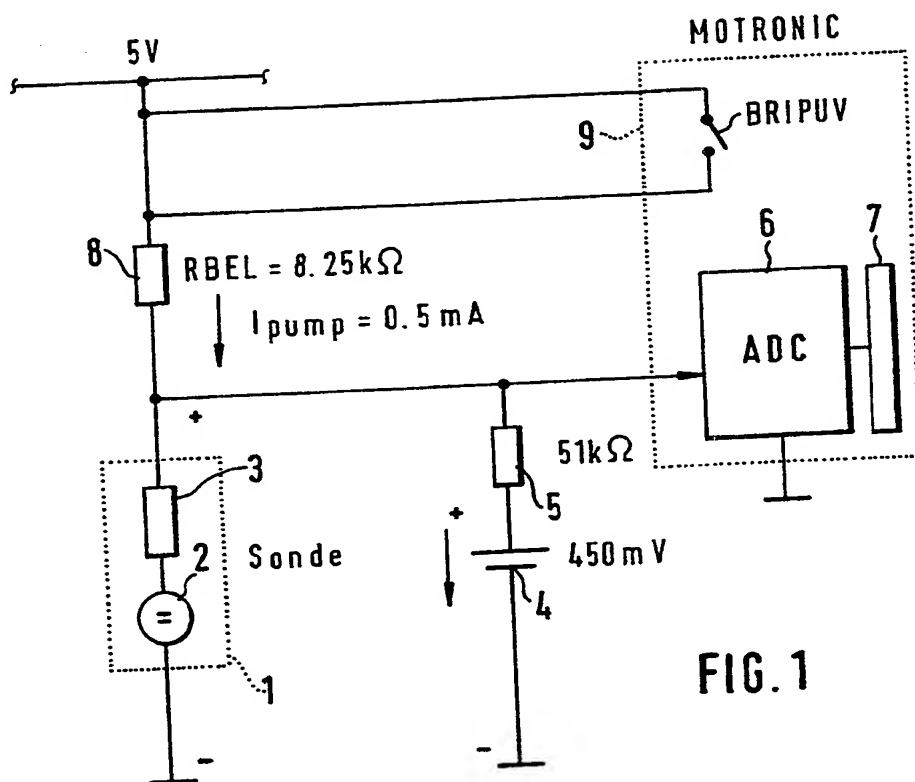 MOTRONIC
5V
9
BRIPUV
8
RBEL = 8.25kΩ
6
7
Ipump = 0.5mA
ADC
+
3
51kΩ
5
Sonde
+
2
450mV
=
4
1
FIG. 1
-
-